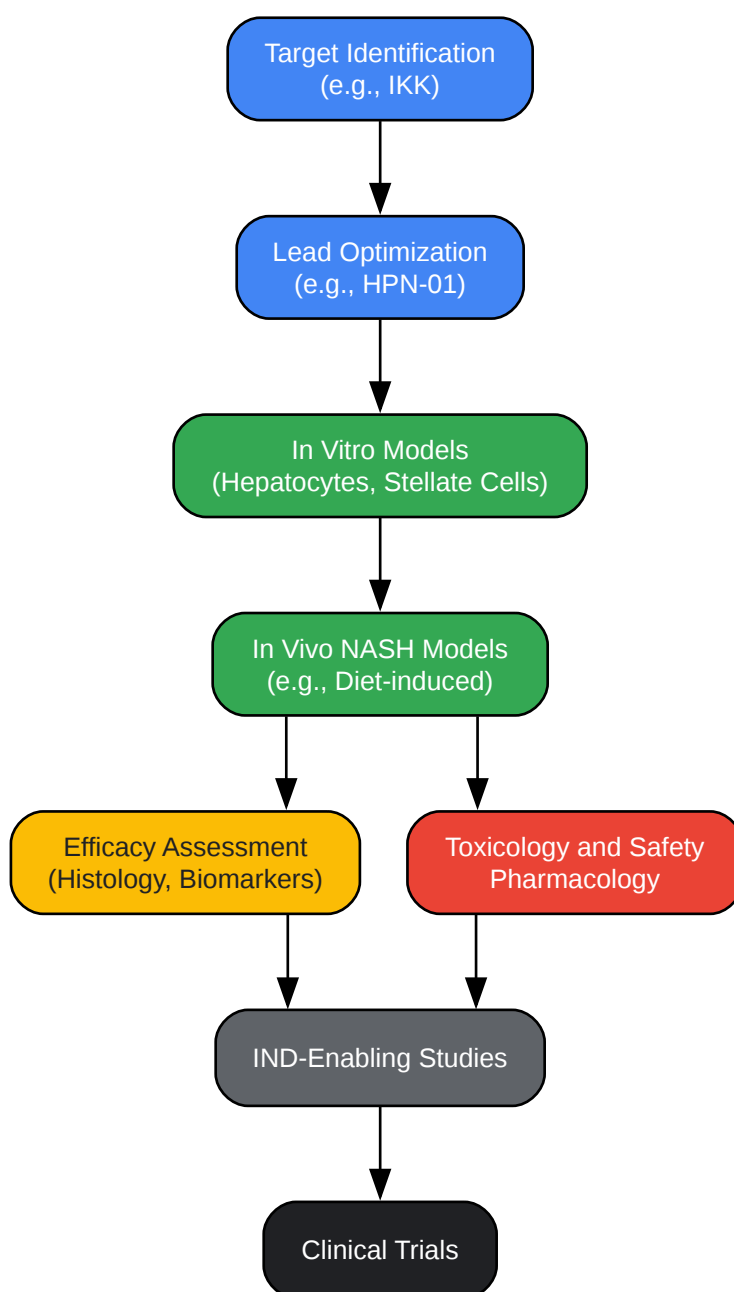 Target Identification
(e.g., IKK)
Lead Optimization
(e.g., HPN-01)
In Vitro Models
(Hepatocytes, Stellate Cells)
In Vivo NASH Models
(e.g., Diet-induced)
Efficacy Assessment
(Histology, Biomarkers)
Toxicology and Safety
Pharmacology
IND-Enabling Studies
Clinical Trials